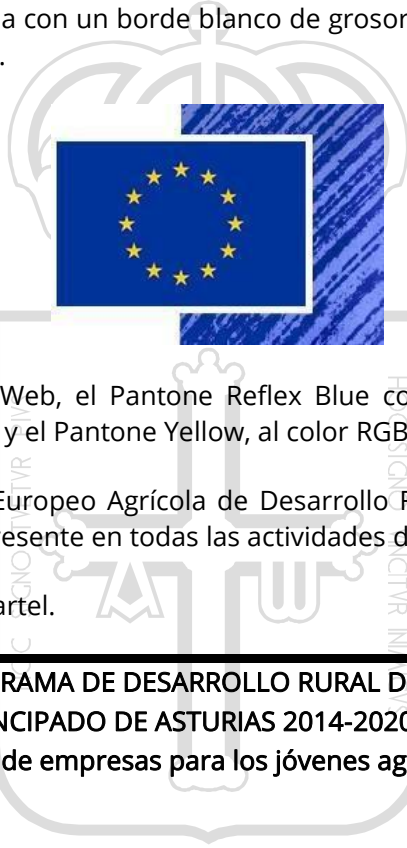 a con un borde blanco de grosor
.
Web, el Pantone Reflex Blue co
y el Pantone Yellow, al color RGB
Europeo Agrícola de Desarrollo R
resente en todas las actividades d
artel.
RAMA DE DESARROLLO RURAL D
NCIPADO DE ASTURIAS 2014-2020
de empresas para los jóvenes ag